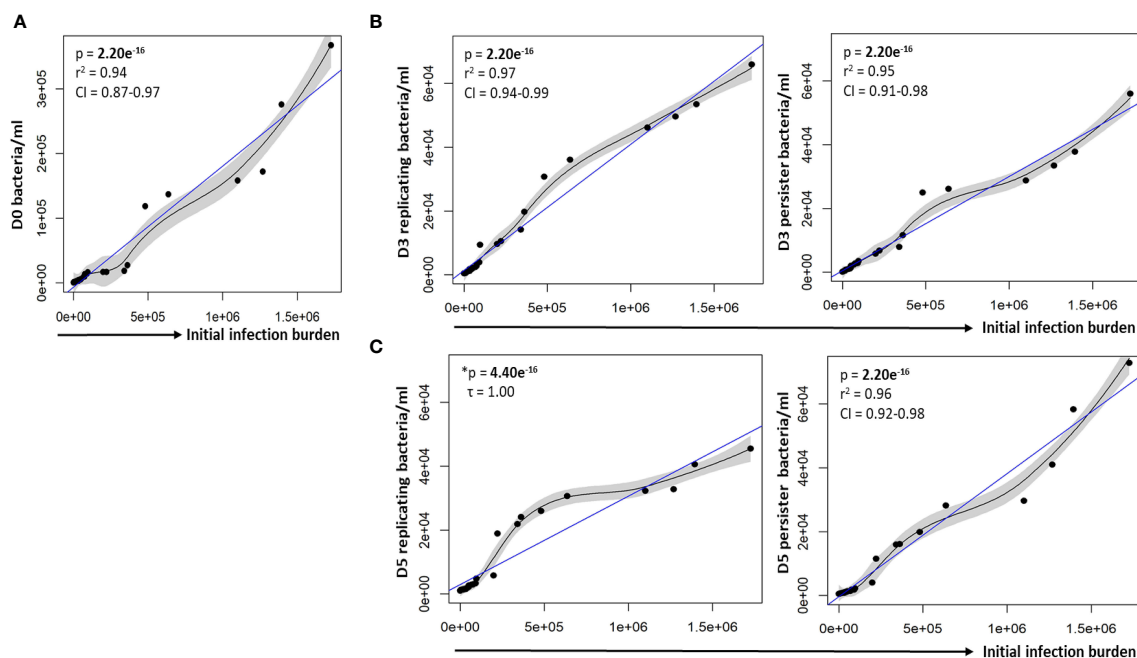 A
p = 2.20e-16
r² = 0.94
CI = 0.87-0.97
D0 bacteria/ml
0e+00 1e+05 3e+05
0e+00 5e+05 1e+06 1.5e+06
Initial infection burden
B
p = 2.20e-16
r² = 0.97
CI = 0.94-0.99
D3 replicating bacteria/ml
0e+00 2e+04 4e+04 6e+04
0e+00 5e+05 1e+06 1.5e+06
p = 2.20e-16
r² = 0.95
CI = 0.91-0.98
D3 persister bacteria/ml
0e+00 2e+04 4e+04 6e+04
0e+00 5e+05 1e+06 1.5e+06
Initial infection burden
C
*p = 4.40e-16
τ = 1.00
D5 replicating bacteria/ml
0e+00 2e+04 4e+04 6e+04
0e+00 5e+05 1e+06 1.5e+06
p = 2.20e-16
r² = 0.96
CI = 0.92-0.98
D5 persister bacteria/ml
0e+00 2e+04 4e+04 6e+04
0e+00 5e+05 1e+06 1.5e+06
Initial infection burden